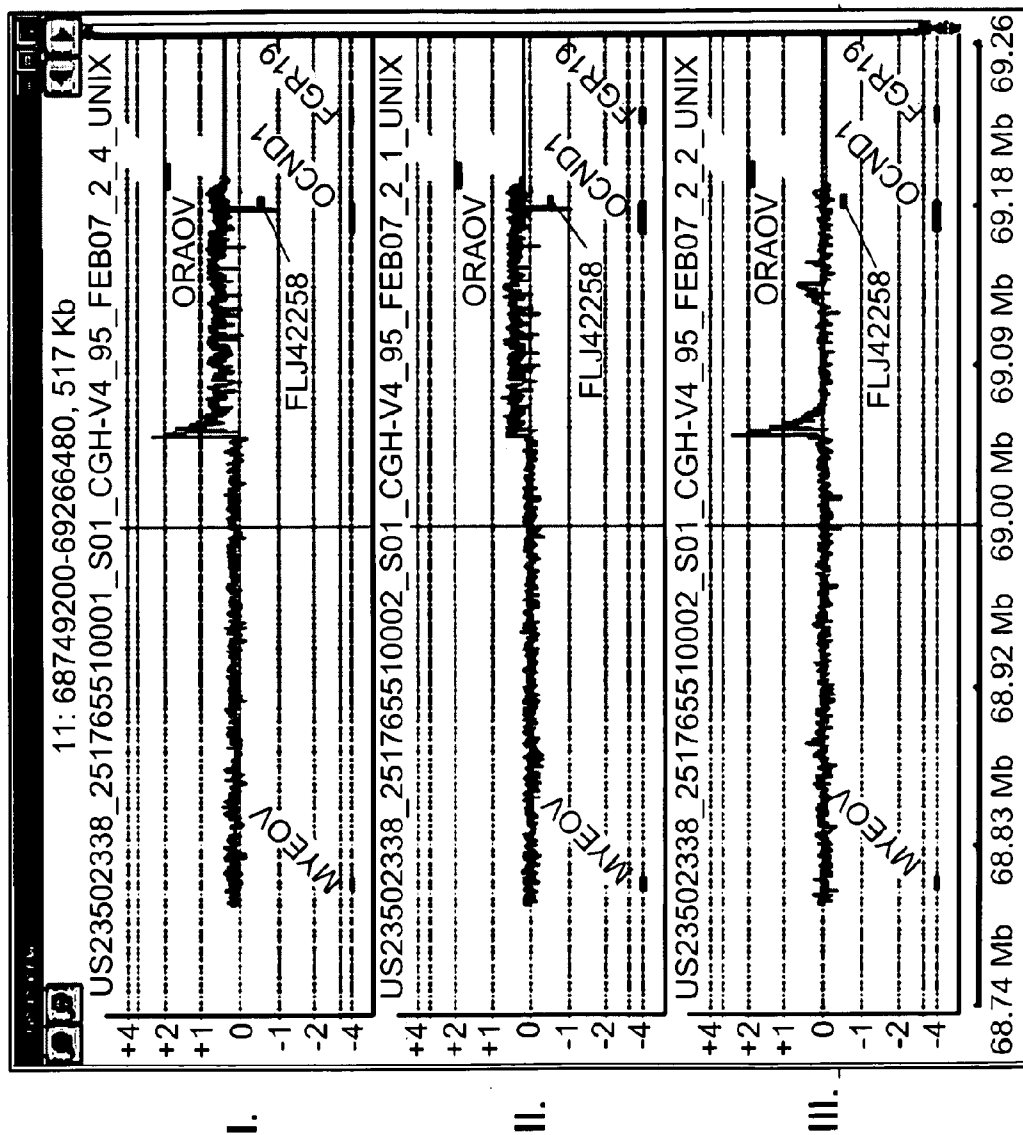 11: 68749200-69266480, 517 Kb
I.
US23502338_251765510001_S01_CGH-V4_95_FEB07_2_4_UNIX
+4
+2
+1
0
-1
-2
-4
MYEOV
ORAOV
FLJ42258
OCND1
FGR19
II.
US23502338_251765510002_S01_CGH-V4_95_FEB07_2_1_UNIX
+4
+2
+1
0
-1
-2
-4
MYEOV
ORAOV
FLJ42258
OCND1
FGR19
III.
US23502338_251765510002_S01_CGH-V4_95_FEB07_2_2_UNIX
+4
+2
+1
0
-1
-2
-4
MYEOV
ORAOV
FLJ42258
OCND1
FGR19
68.74 Mb 68.83 Mb 68.92 Mb 69.00 Mb 69.09 Mb 69.18 Mb 69.26